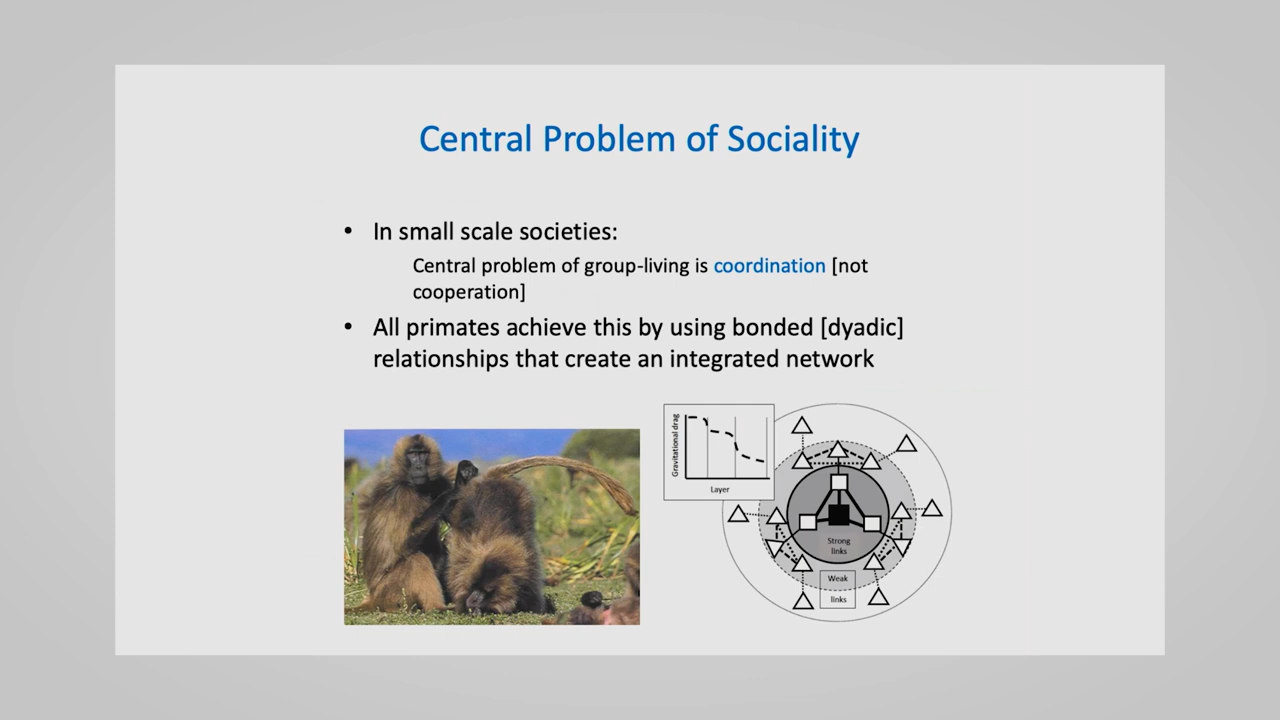 Central Problem of Sociality
• In small scale societies:
Central problem of group-living is coordination [not
cooperation]
• All primates achieve this by using bonded [dyadic]
relationships that create an integrated network
Gravitational drag
Layer
Strong
links
Weak
links